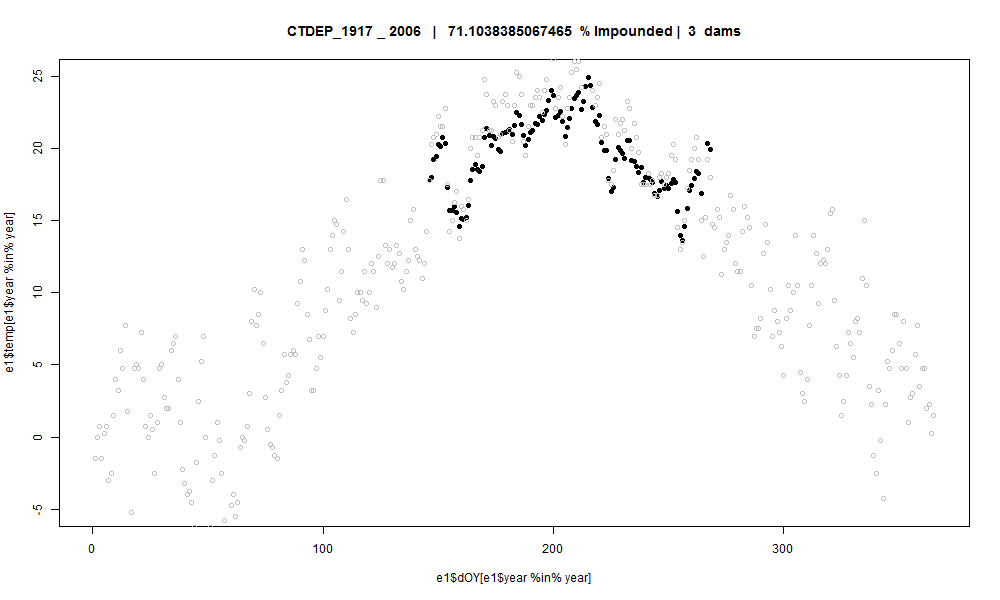 CTDEP_1917 _ 2006 | 71.1038385067465 % Impounded | 3 dams
e1$temp[e1$year %in% year]
25
20
15
10
5
0
-5
0 100 200 300
e1$dOY[e1$year %in% year]